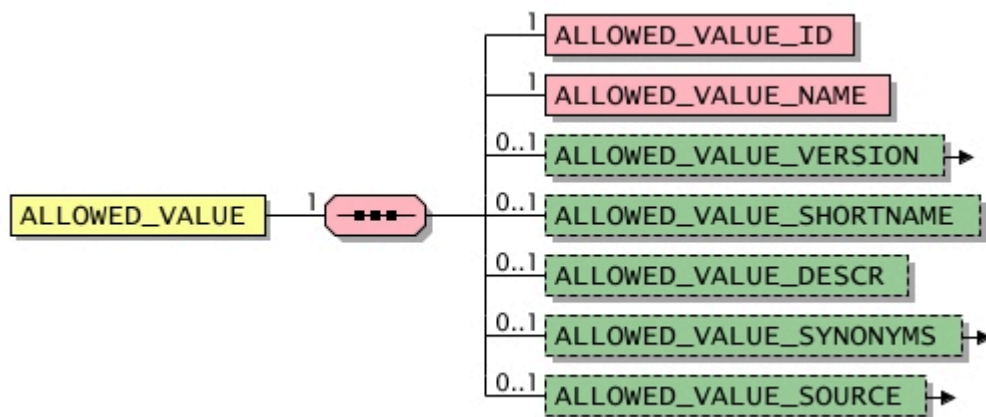 1 ALLOWED_VALUE_ID
1 ALLOWED_VALUE_NAME
0..1 ALLOWED_VALUE_VERSION
ALLOWED_VALUE 1 0..1 ALLOWED_VALUE_SHORTNAME
0..1 ALLOWED_VALUE_DESCR
0..1 ALLOWED_VALUE_SYNONYMS
0..1 ALLOWED_VALUE_SOURCE